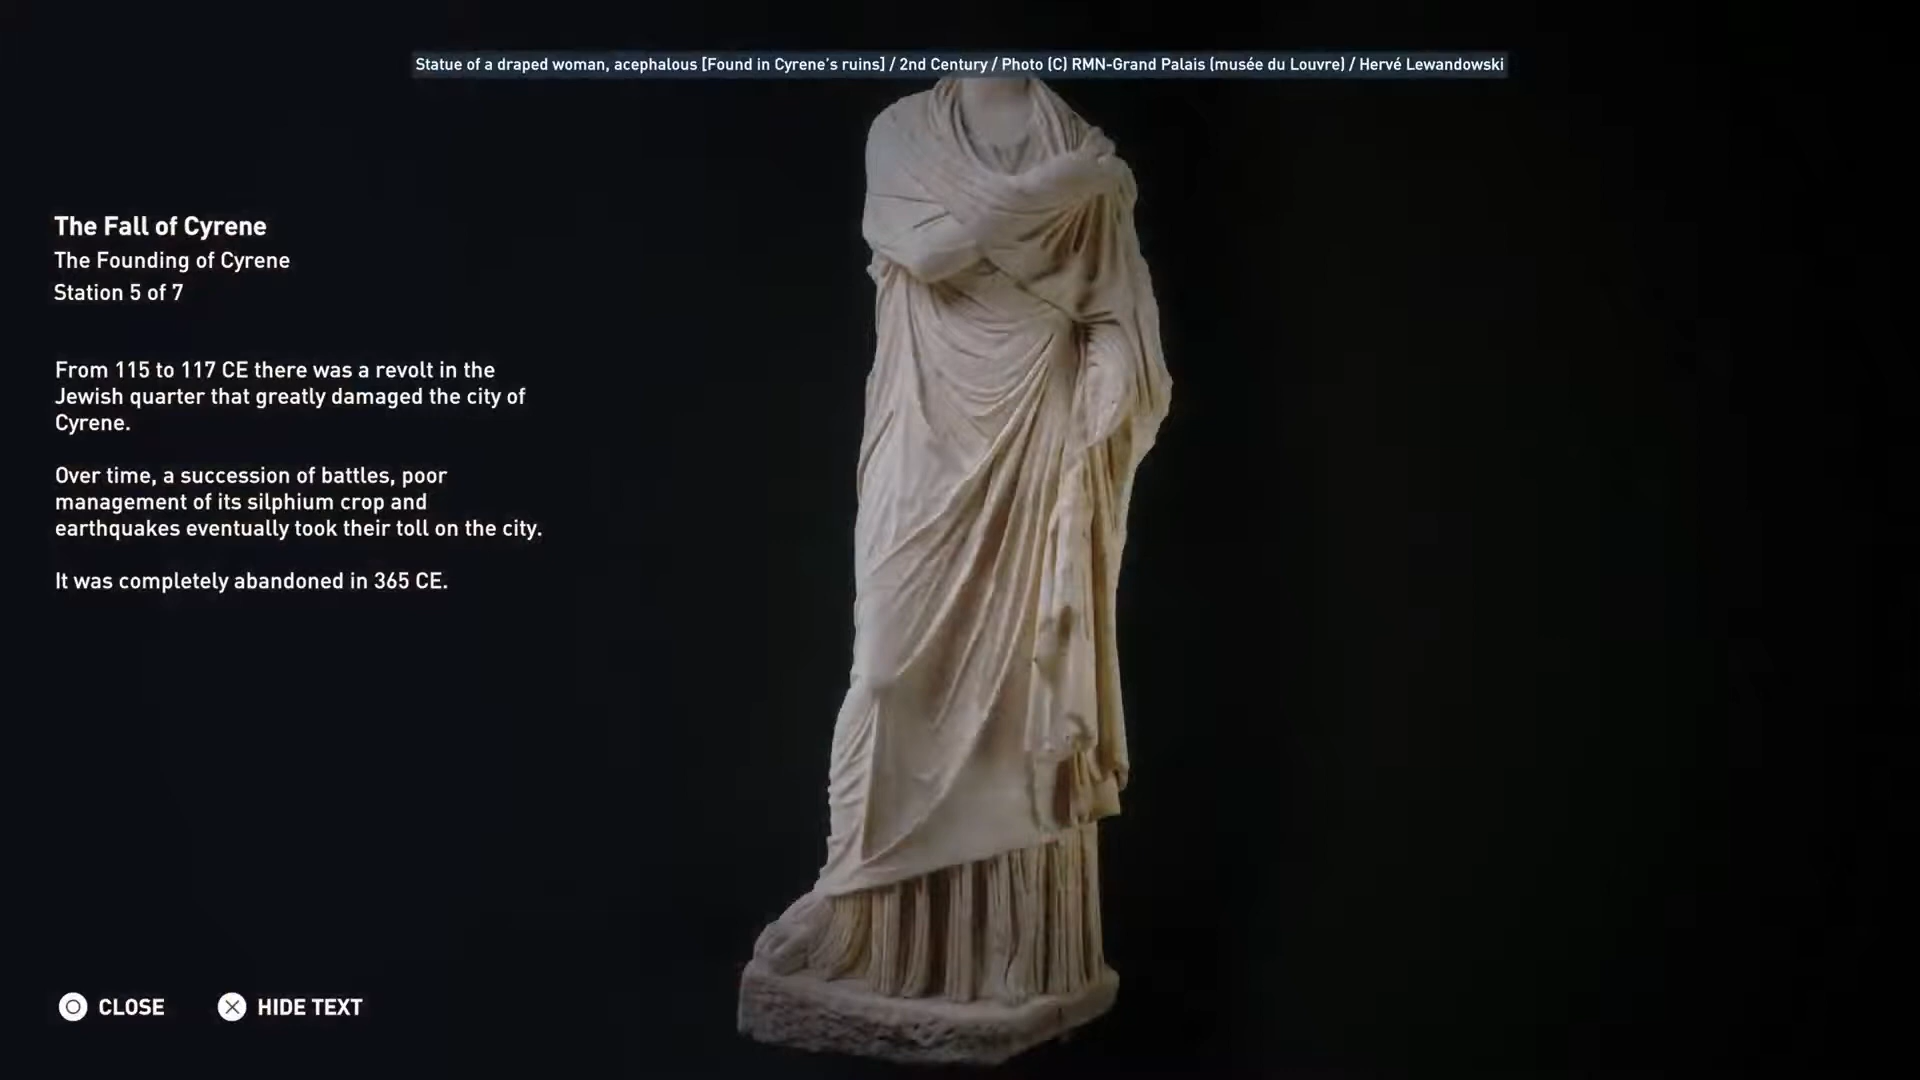 Statue of a draped woman, acephalous [Found in Cyrene's ruins] / 2nd Century / Photo (C) RMN-Grand Palais (musée du Louvre) / Hervé Lewandowski
The Fall of Cyrene
The Founding of Cyrene
Station 5 of 7
From 115 to 117 CE there was a revolt in the
Jewish quarter that greatly damaged the city of
Cyrene.
Over time, a succession of battles, poor
management of its silphium crop and
earthquakes eventually took their toll on the city.
It was completely abandoned in 365 CE.
CLOSE
HIDE TEXT